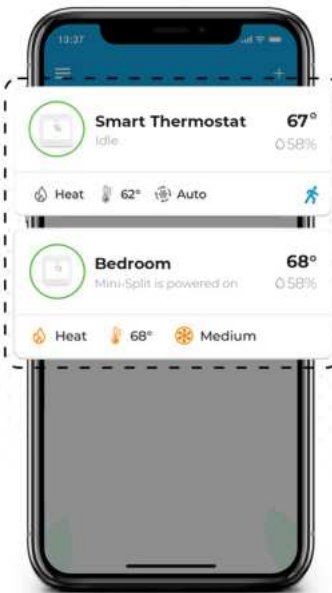 13:37
Smart Thermostat 67°
Idle 58%
Heat 62° Auto
Bedroom 68°
Mini-Split is powered on 58%
Heat 68° Medium